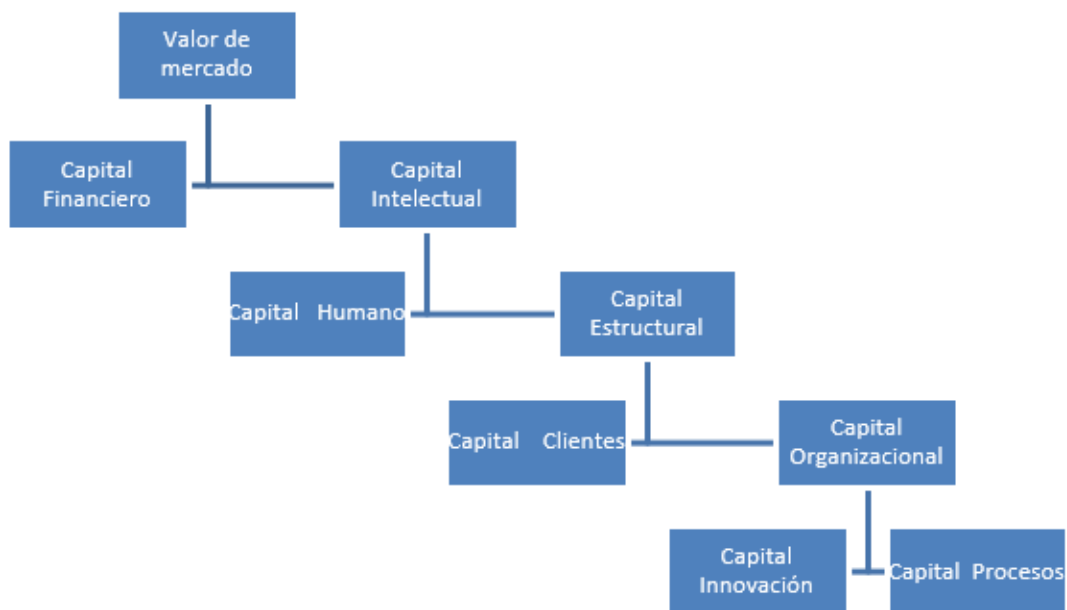 Valor de
mercado
Capital
Financiero
Capital
Intelectual
Capital Humano
Capital
Estructural
Capital Clientes
Capital
Organizacional
Capital
Innovación
Capital Procesos